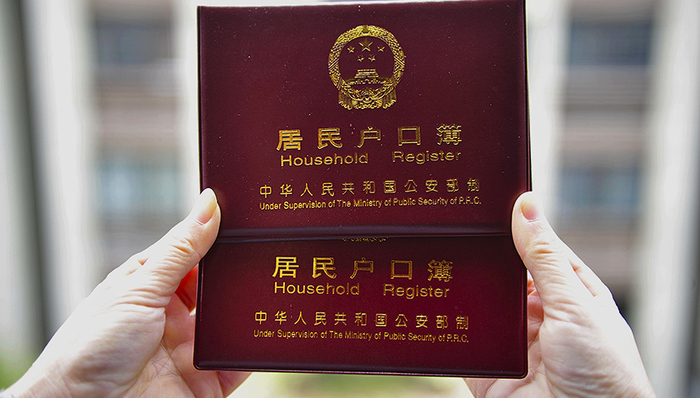 居民户口簿
Household Register
中华人民共和国公安部制
Under Supervision of The Ministry of Public Security of P.R.C.
居民户口簿
Household Register
中华人民共和国公安部制
Under Supervision of The Ministry of Public Security of P.R.C.